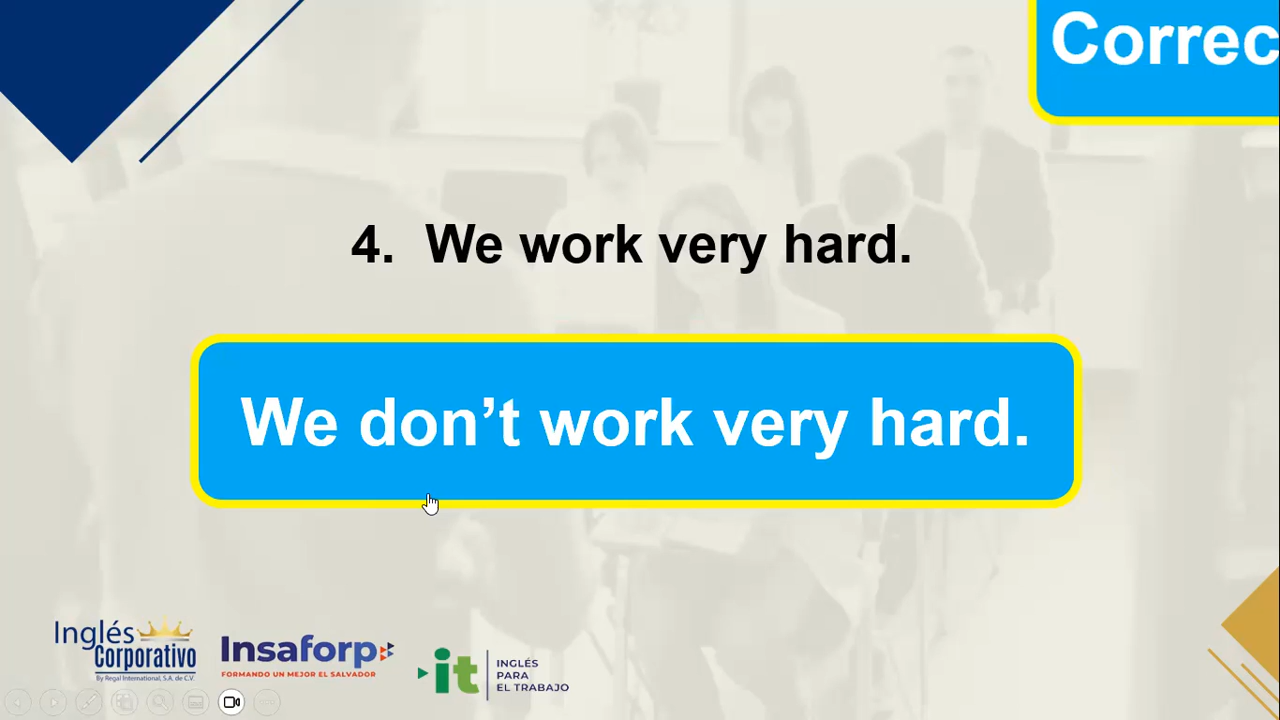 Correc
4. We work very hard.
We don’t work very hard.
Inglés
Corporativo
By Regal International, S.A. de C.V.
Insaforp
FORMANDO UN MEJOR EL SALVADOR
it
INGLÉS
PARA
EL TRABAJO